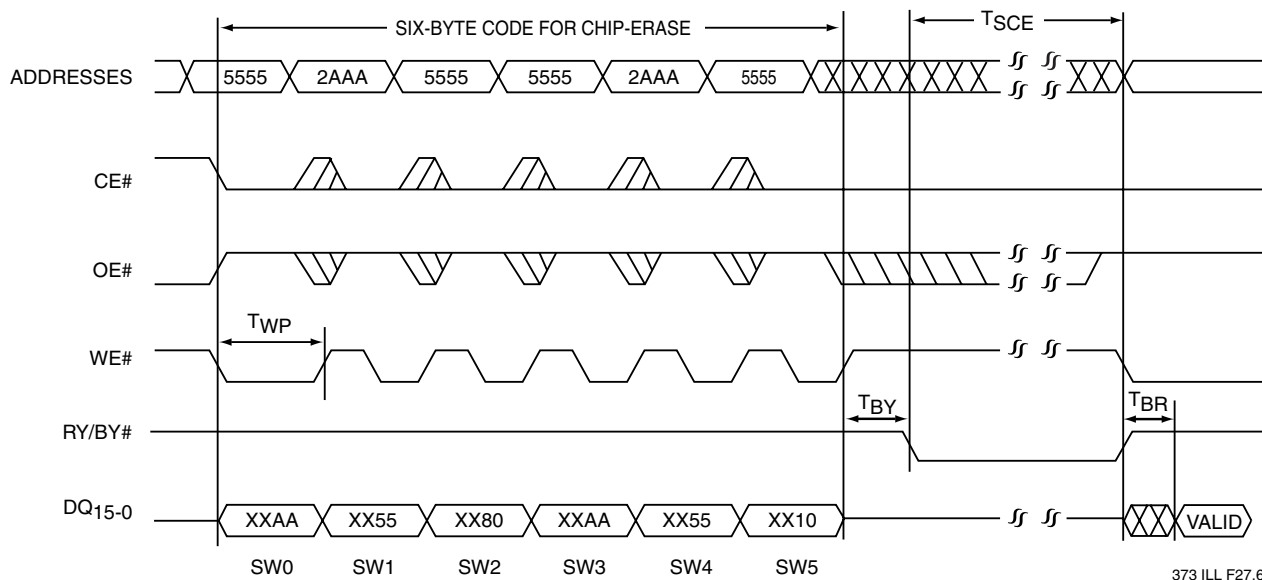 SIX-BYTE CODE FOR CHIP-ERASE
TSCE
ADDRESSES 5555 2AAA 5555 5555 2AAA 5555
CE#
OE#
TWP
WE#
TBY TBR
RY/BY#
DQ15-0 XXAA XX55 XX80 XXAA XX55 XX10 VALID
SW0 SW1 SW2 SW3 SW4 SW5
373 ILL F27.6